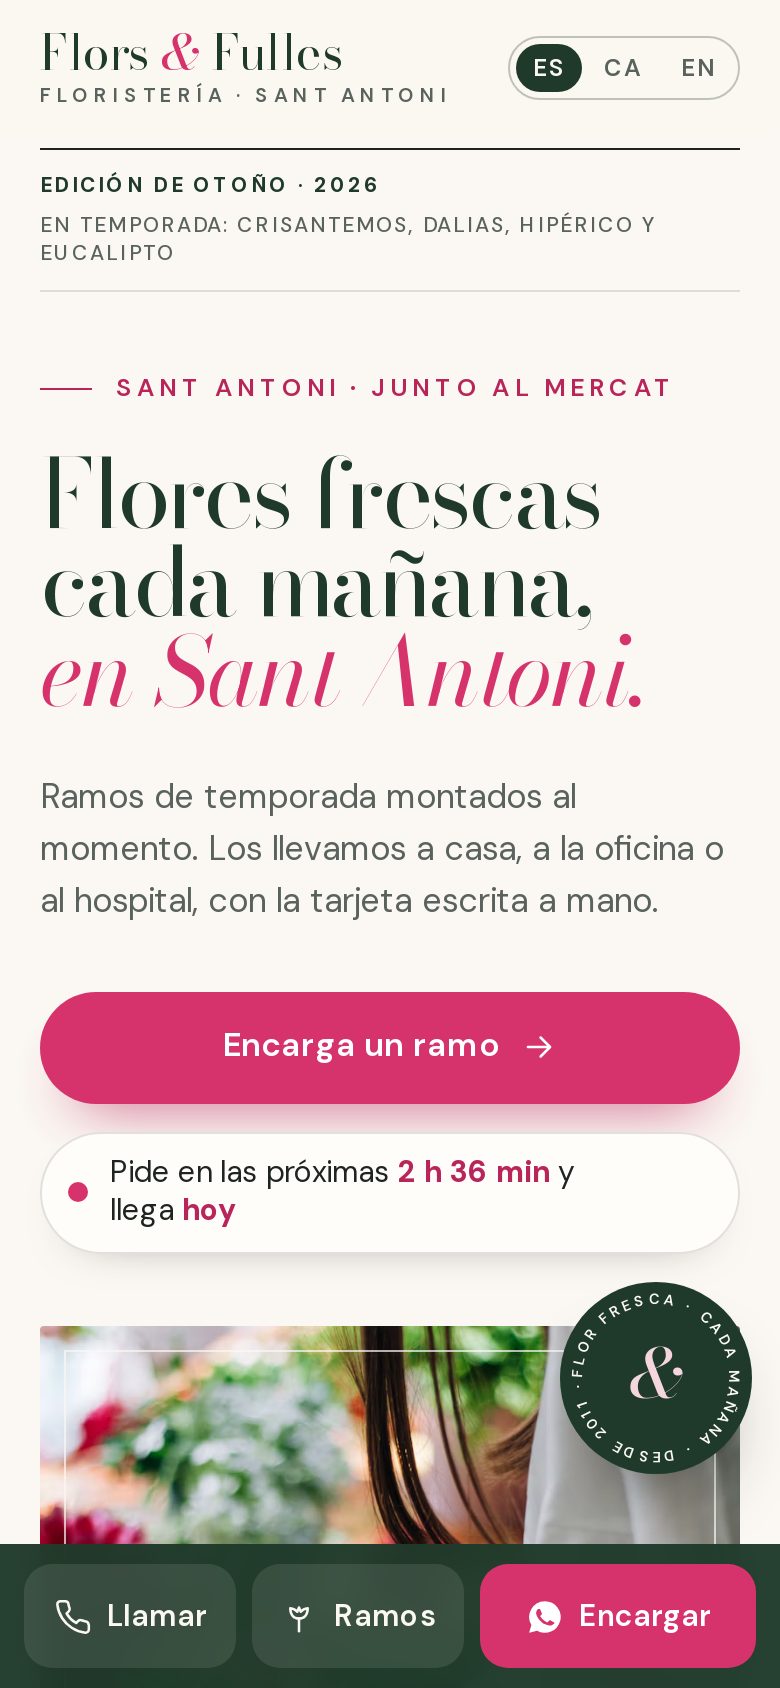 Flors & Fulles
FLORISTERÍA · SANT ANTONI
ES CA EN
EDICIÓN DE OTOÑO · 2026
EN TEMPORADA: CRISANTEMOS, DALIAS, HIPÉRICO Y
EUCALIPTO
SANT ANTONI · JUNTO AL MERCAT
Flores frescas
cada mañana,
en Sant Antoni.
Ramos de temporada montados al
momento. Los llevamos a casa, a la oficina o
al hospital, con la tarjeta escrita a mano.
Encarga un ramo →
Pide en las próximas 2 h 36 min y
llega hoy
FLOR FRESCA · CADA MAÑANA · DESDE 2011 ·
&
Llamar
Ramos
Encargar